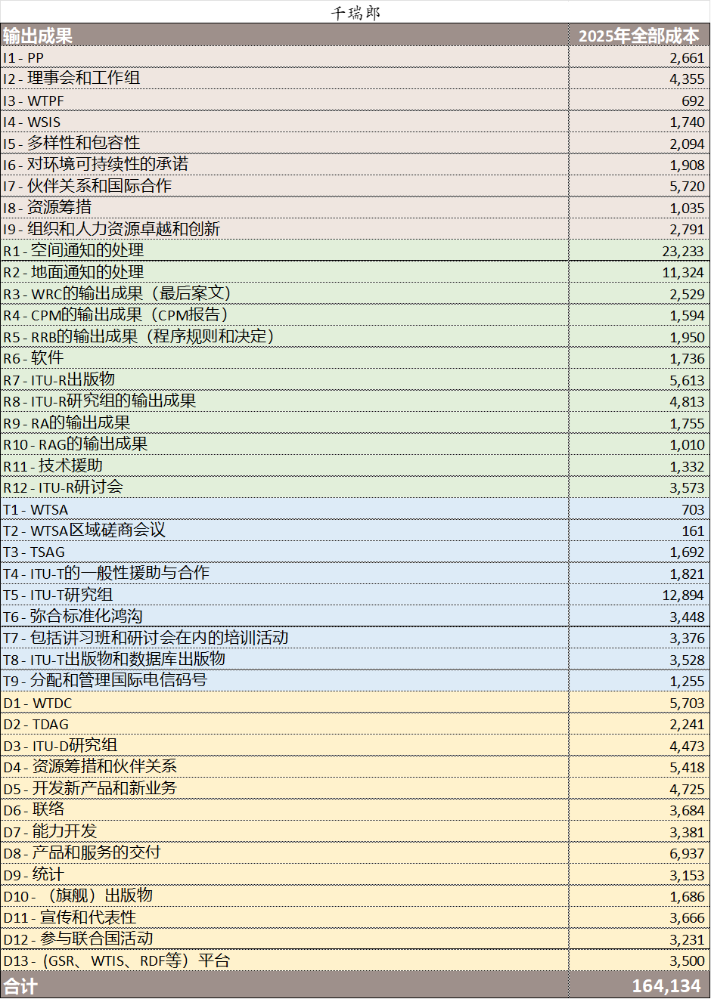 千瑞郎
输出成果 2025年全部成本
I1 - PP 2,661
I2 - 理事会和工作组 4,355
I3 - WTPF 692
I4 - WSIS 1,740
I5 - 多样性和包容性 2,094
I6 - 对环境可持续性的承诺 1,908
I7 - 伙伴关系和国际合作 5,720
I8 - 资源筹措 1,035
I9 - 组织和人力资源卓越和创新 2,791
R1 - 空间通知的处理 23,233
R2 - 地面通知的处理 11,324
R3 - WRC的输出成果（最后案文） 2,529
R4 - CPM的输出成果（CPM报告） 1,594
R5 - RRB的输出成果（程序规则和决定） 1,950
R6 - 软件 1,736
R7 - ITU-R出版物 5,613
R8 - ITU-R研究组的输出成果 4,813
R9 - RA的输出成果 1,755
R10 - RAG的输出成果 1,010
R11 - 技术援助 1,332
R12 - ITU-R研讨会 3,573
T1 - WTSA 703
T2 - WTSA区域磋商会议 161
T3 - TSAG 1,692
T4 - ITU-T的一般性援助与合作 1,821
T5 - ITU-T研究组 12,894
T6 - 弥合标准化鸿沟 3,448
T7 - 包括讲习班和研讨会在内的培训活动 3,376
T8 - ITU-T出版物和数据库出版物 3,528
T9 - 分配和管理国际电信码号 1,255
D1 - WTDC 5,703
D2 - TDAG 2,241
D3 - ITU-D研究组 4,473
D4 - 资源筹措和伙伴关系 5,418
D5 - 开发新产品和新业务 4,725
D6 - 联络 3,684
D7 - 能力开发 3,381
D8 - 产品和服务的交付 6,937
D9 - 统计 3,153
D10 - （旗舰）出版物 1,686
D11 - 宣传和代表性 3,666
D12 - 参与联合国活动 3,231
D13 - (GSR、WTIS、RDF等）平台 3,500
合计 164,134